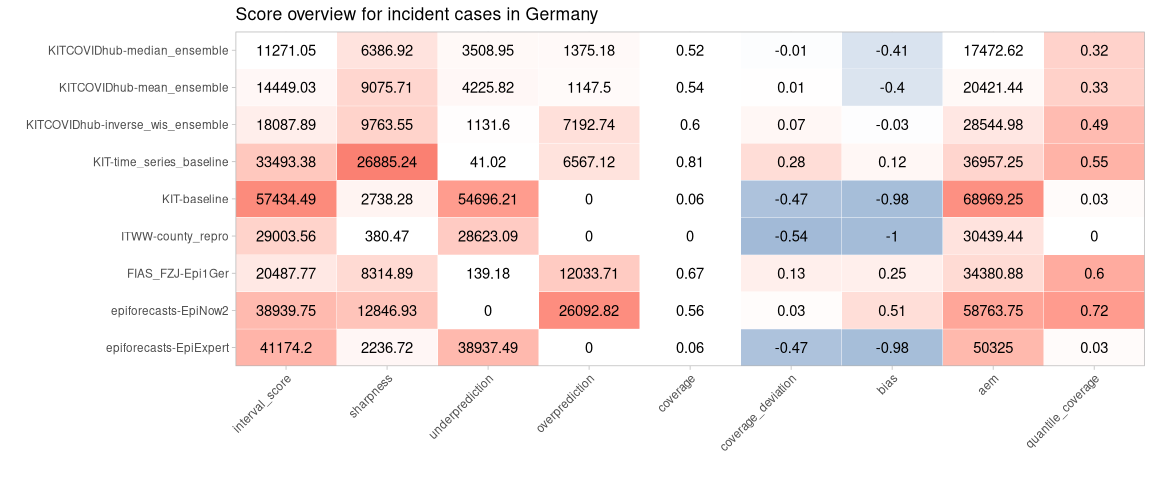 Score overview for incident cases in Germany
KITCOVIDhub-median_ensemble 11271.05 6386.92 3508.95 1375.18 0.52 -0.01 -0.41 17472.62 0.32
KITCOVIDhub-mean_ensemble 14449.03 9075.71 4225.82 1147.5 0.54 0.01 -0.4 20421.44 0.33
KITCOVIDhub-inverse_wis_ensemble 18087.89 9763.55 1131.6 7192.74 0.6 0.07 -0.03 28544.98 0.49
KIT-time_series_baseline 33493.38 26885.24 41.02 6567.12 0.81 0.28 0.12 36957.25 0.55
KIT-baseline 57434.49 2738.28 54696.21 0 0.06 -0.47 -0.98 68969.25 0.03
ITWW-county_repro 29003.56 380.47 28623.09 0 0 -0.54 -1 30439.44 0
FIAS_FZJ-Epi1Ger 20487.77 8314.89 139.18 12033.71 0.67 0.13 0.25 34380.88 0.6
epiforecasts-EpiNow2 38939.75 12846.93 0 26092.82 0.56 0.03 0.51 58763.75 0.72
epiforecasts-EpiExpert 41174.2 2236.72 38937.49 0 0.06 -0.47 -0.98 50325 0.03
interval_score sharpness underprediction overprediction coverage coverage_deviation bias aem quantile_coverage